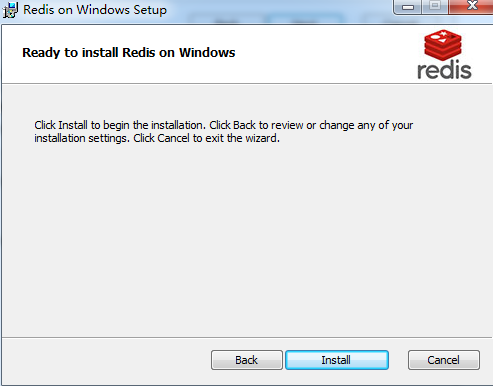 Redis on Windows Setup
Ready to install Redis on Windows
redis
Click Install to begin the installation. Click Back to review or change any of your
installation settings. Click Cancel to exit the wizard.
Back
Install
Cancel